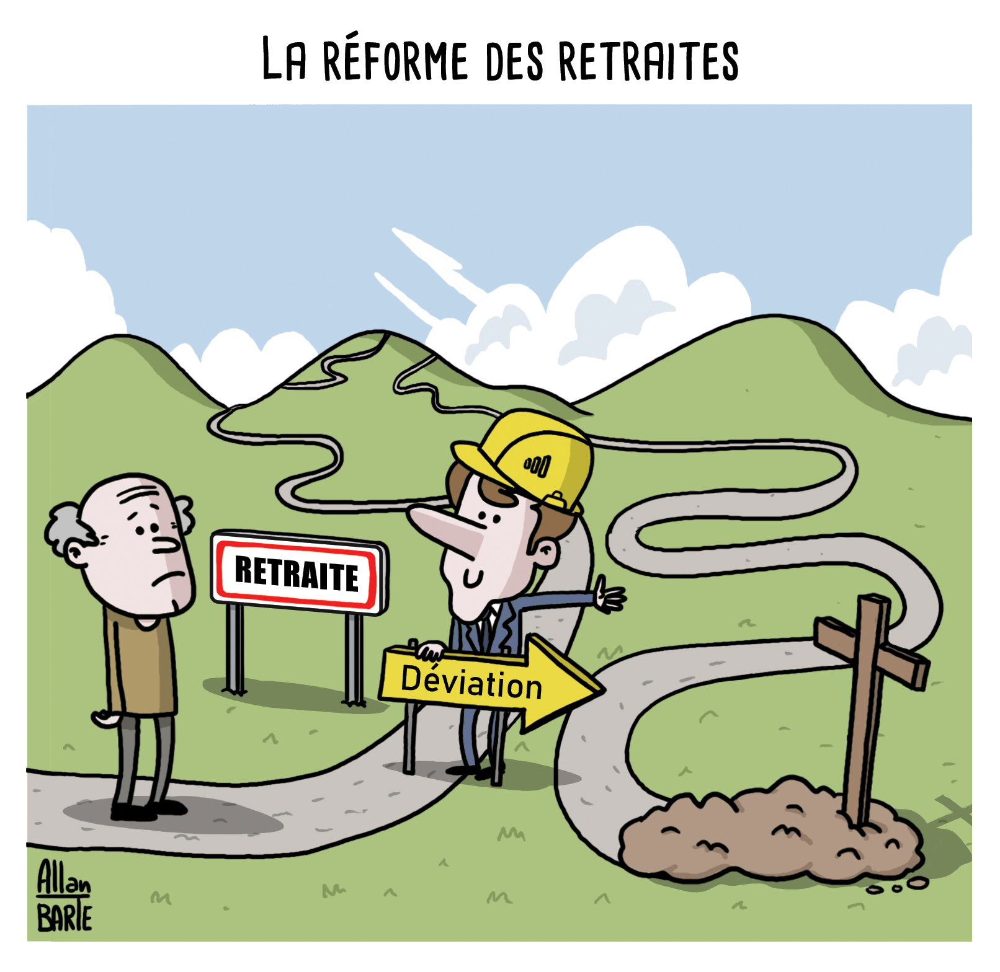 LA RÉFORME DES RETRAITES
RETRAITE
Déviation
Allan
BARTE